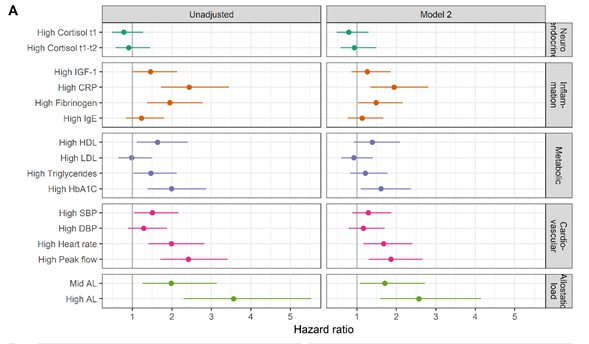 A
Unadjusted
Model 2
High Cortisol t1
High Cortisol t1-t2
Neuro
endocrine
High IGF-1
High CRP
High Fibrinogen
High IgE
Inflam-
mation
High HDL
High LDL
High Triglycerides
High HbA1C
Metabolic
High SBP
High DBP
High Heart rate
High Peak flow
Cardio-
vascular
Mid AL
High AL
Allostatic
load
1 2 3 4 5
1 2 3 4 5
Hazard ratio